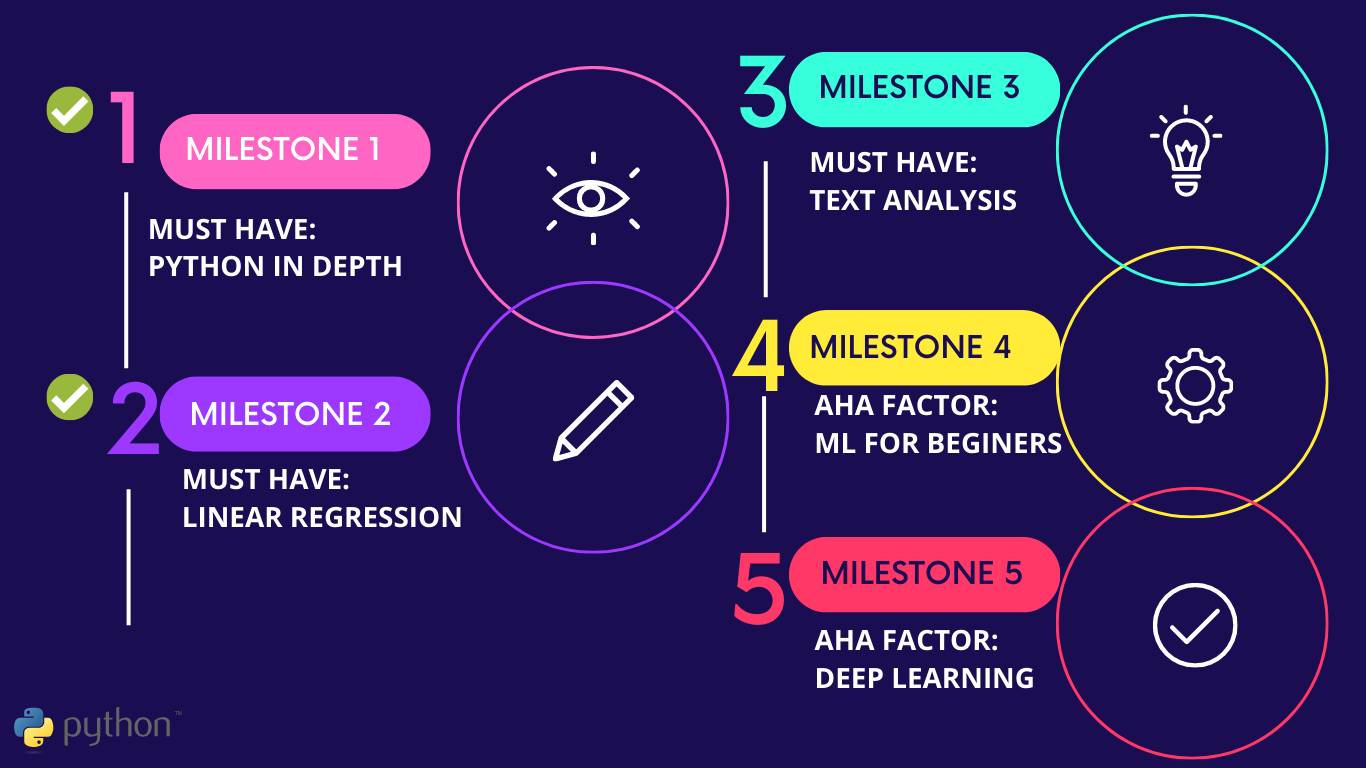 1
MILESTONE 1
MUST HAVE:
PYTHON IN DEPTH
2
MILESTONE 2
MUST HAVE:
LINEAR REGRESSION
3
MILESTONE 3
MUST HAVE:
TEXT ANALYSIS
4
MILESTONE 4
AHA FACTOR:
ML FOR BEGINERS
5
MILESTONE 5
AHA FACTOR:
DEEP LEARNING
python™